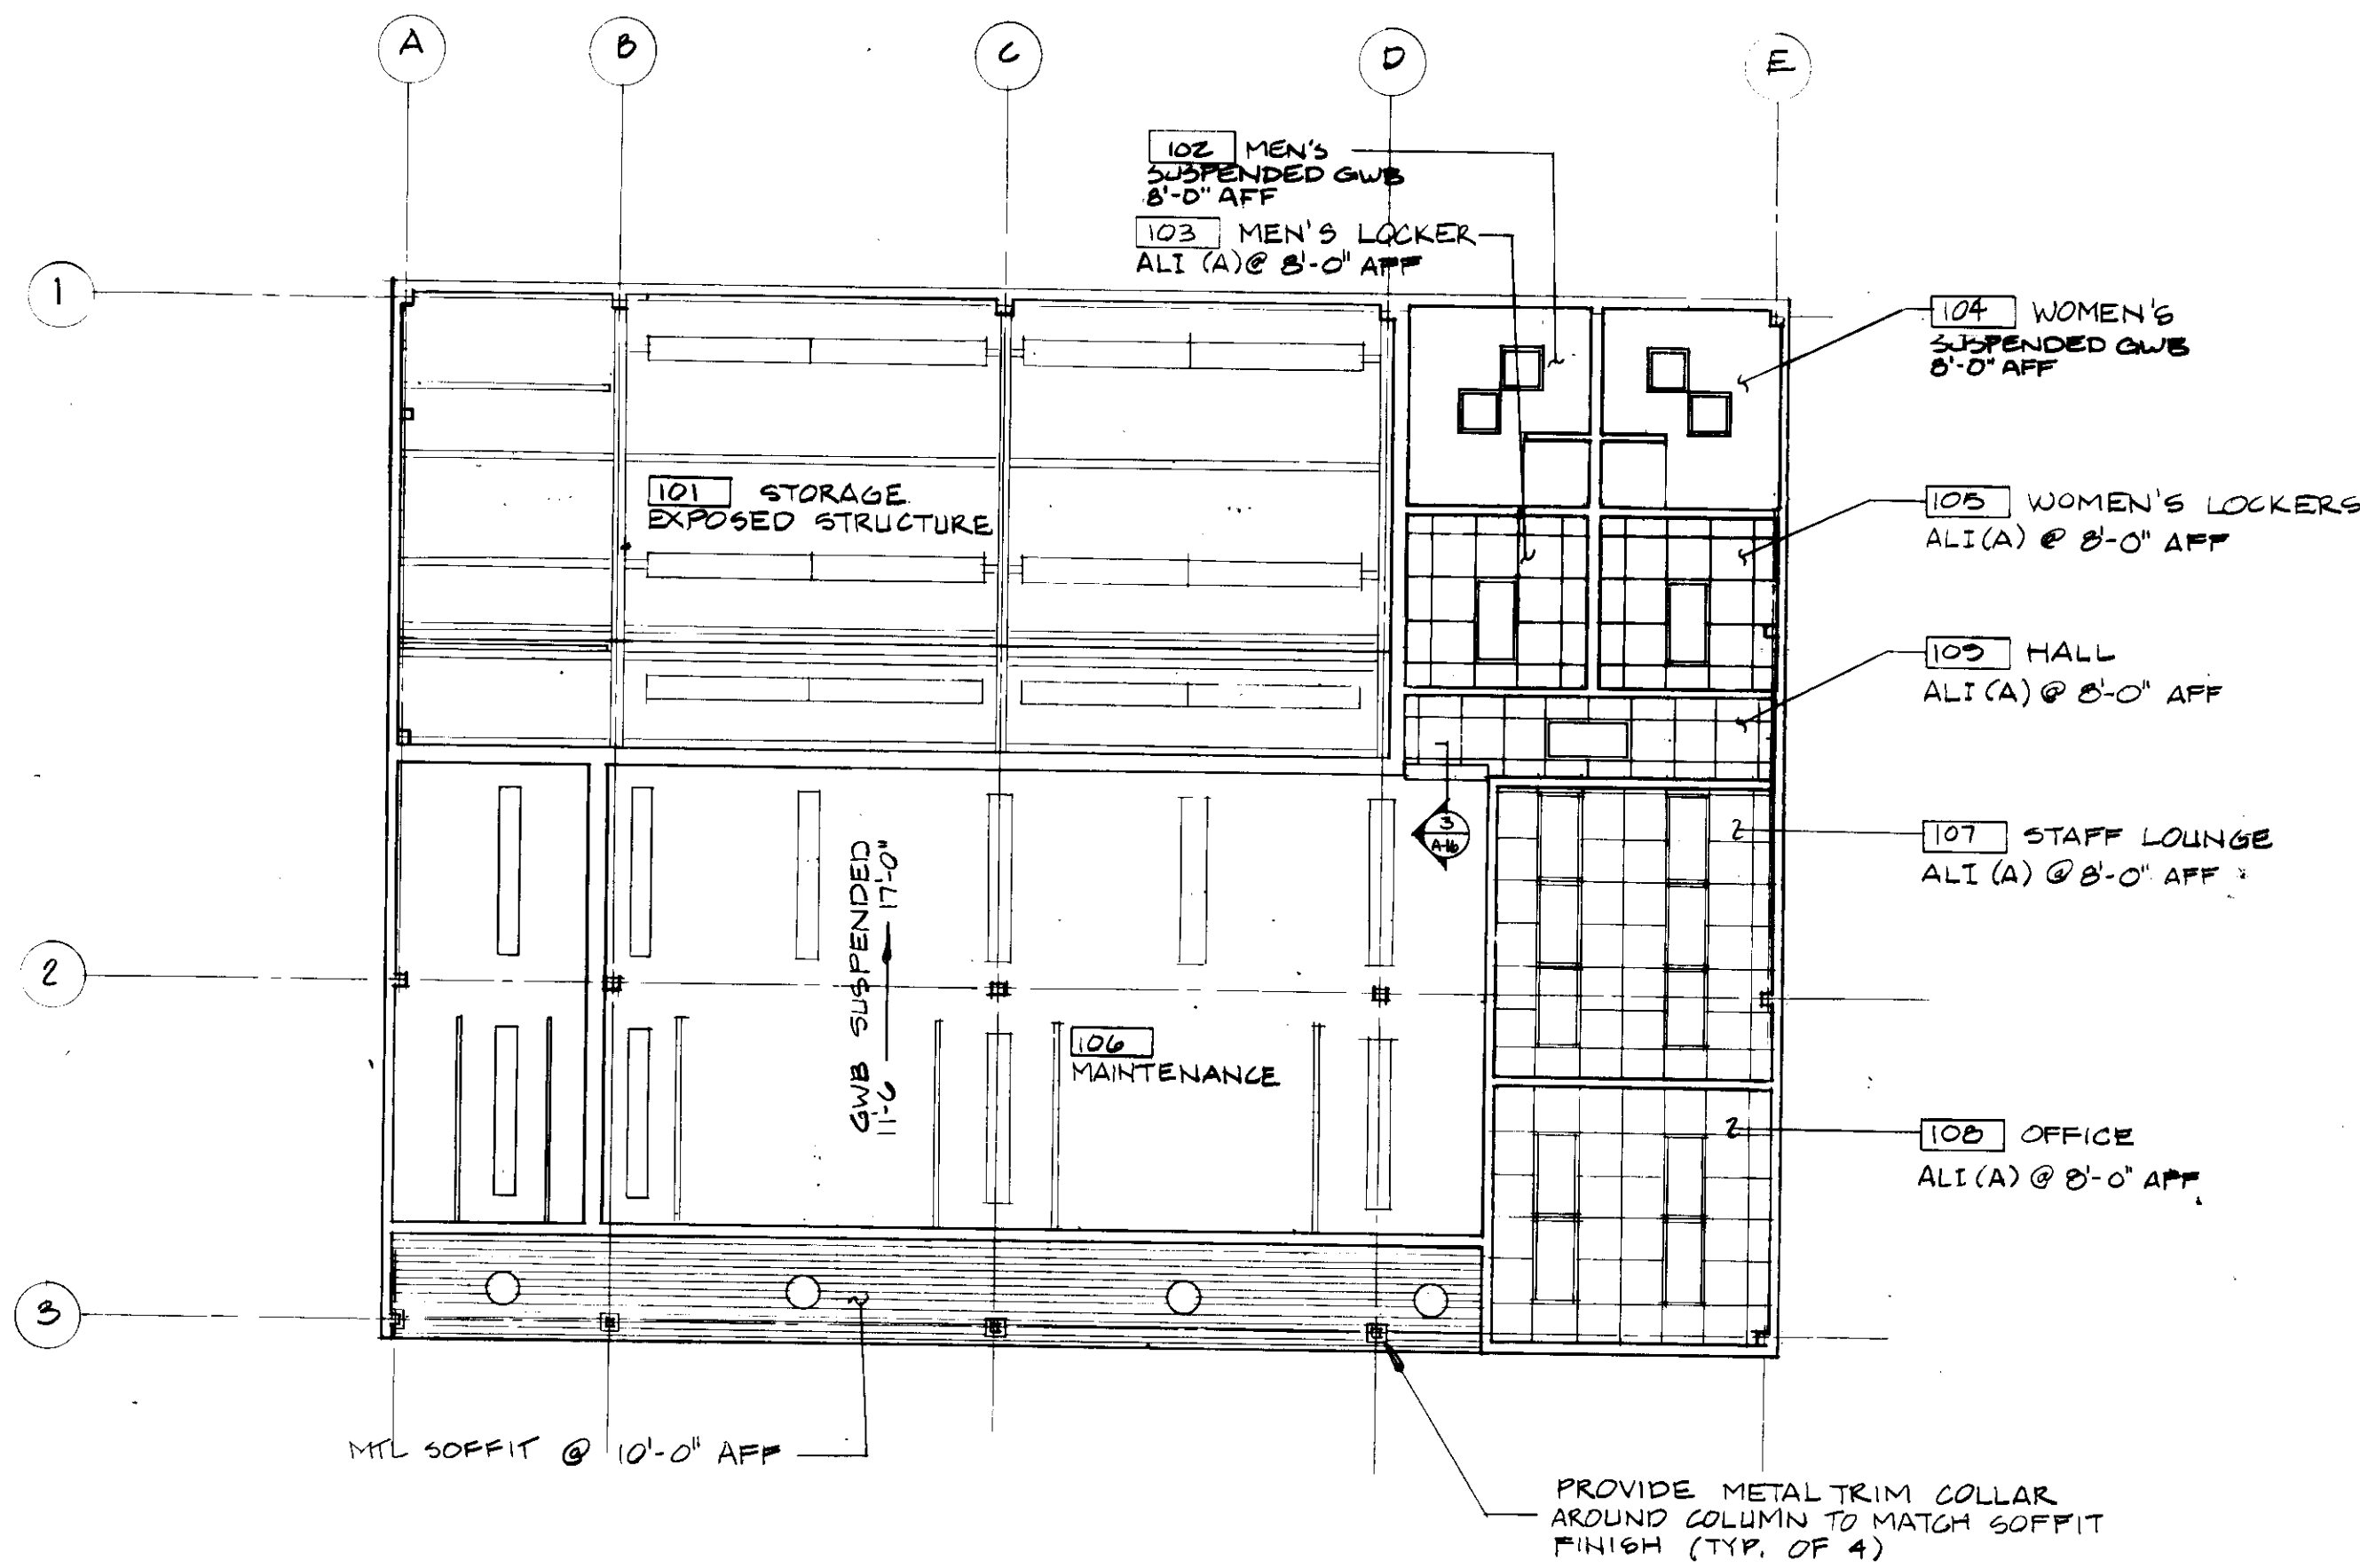 A
B
C
D
E
1
2
3
102 MEN'S
SUSPENDED GWB
8'-0" AFF
103 MEN'S LOCKER
ALI (A) @ 8'-0" AFF
104 WOMEN'S
SUSPENDED GWB
8'-0" AFF
101 STORAGE
EXPOSED STRUCTURE
105 WOMEN'S LOCKERS
ALI (A) @ 8'-0" AFF
109 HALL
ALI (A) @ 8'-0" AFF
3
A-16
107 STAFF LOUNGE
ALI (A) @ 8'-0" AFF
GWB SUSPENDED
11'-6 17'-0"
106
MAINTENANCE
108 OFFICE
ALI (A) @ 8'-0" AFF
MTL SOFFIT @ 10'-0" AFF
PROVIDE METAL TRIM COLLAR
AROUND COLUMN TO MATCH SOFFIT
FINISH (TYP. OF 4)